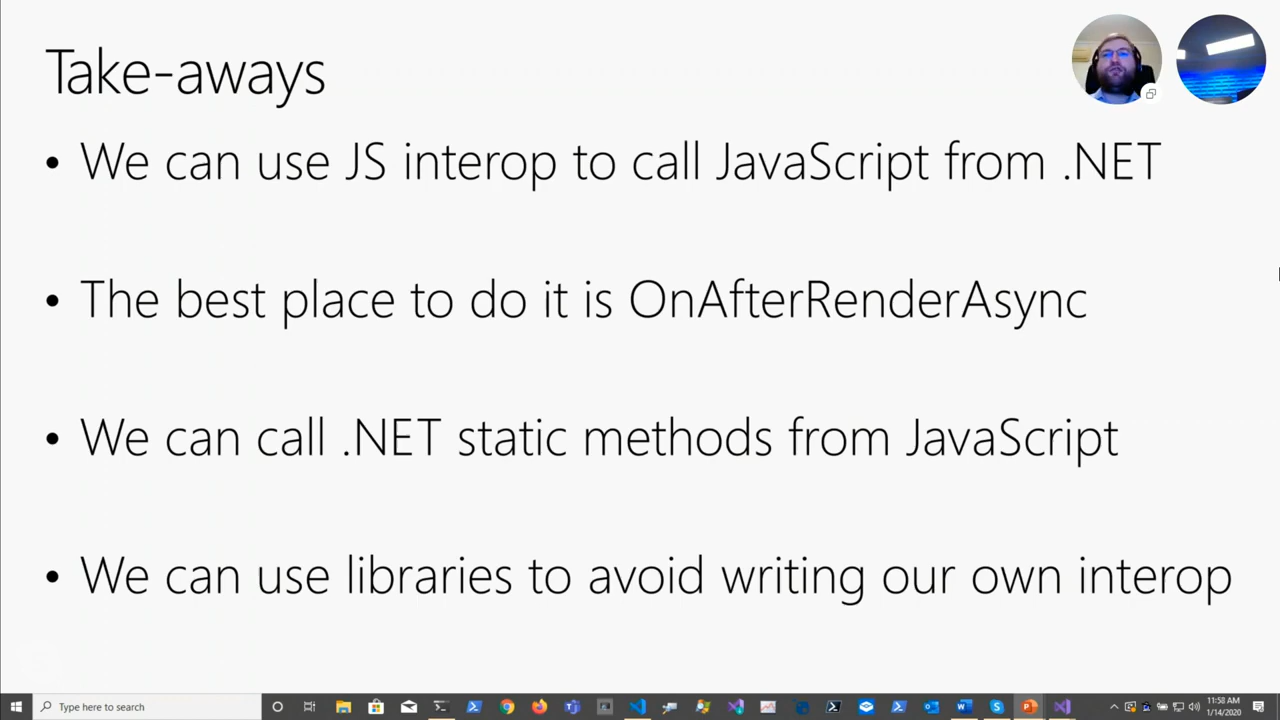 Take-aways
• We can use JS interop to call JavaScript from .NET
• The best place to do it is OnAfterRenderAsync
• We can call .NET static methods from JavaScript
• We can use libraries to avoid writing our own interop
Type here to search
11:58 AM
1/14/2020